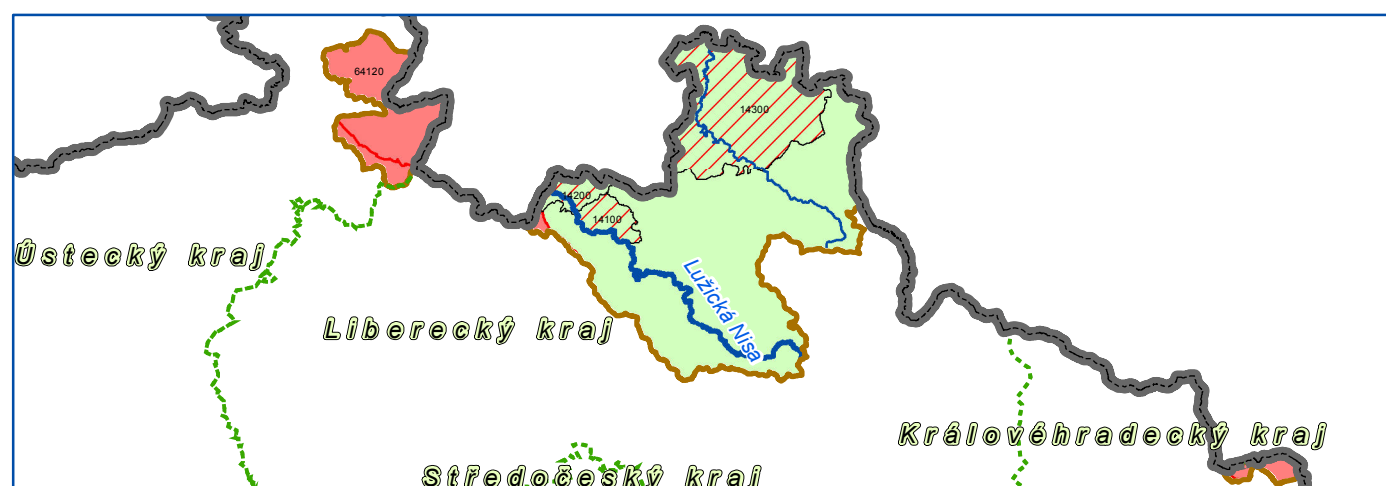 64120
14300
14200
14100
Ústecký kraj
Lužická Nisa
Liberecký kraj
Královéhradecký kraj
Středočeský kraj